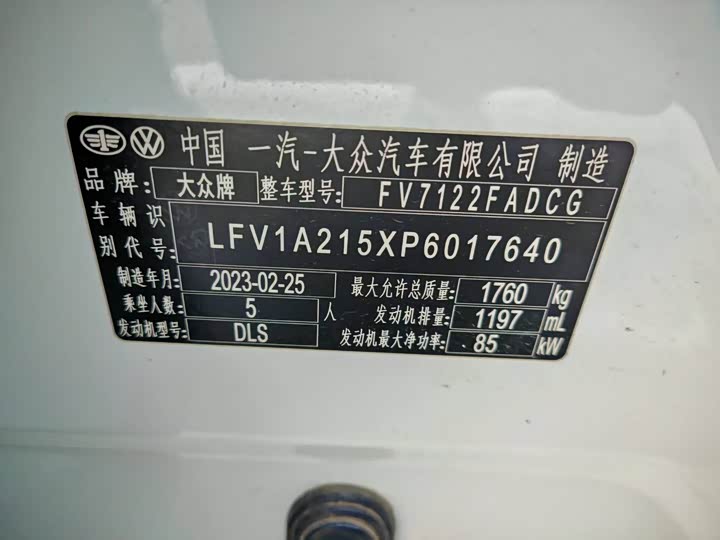 中国 一汽-大众汽车有限公司 制造
品牌: 大众牌 整车型号: FV7122FADCG
车辆识别代号: LFV1A215XP6017640
制造年月: 2023-02-25 最大允许总质量: 1760 kg
乘坐人数: 5 人 发动机排量: 1197 mL
发动机型号: DLS 发动机最大净功率: 85 kW